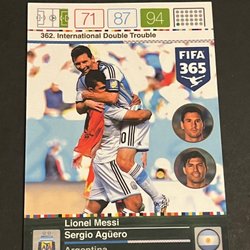 71 87 94
362. International Double Trouble
FIFA
365
Lionel Messi
Sergio Agüero
Argentina